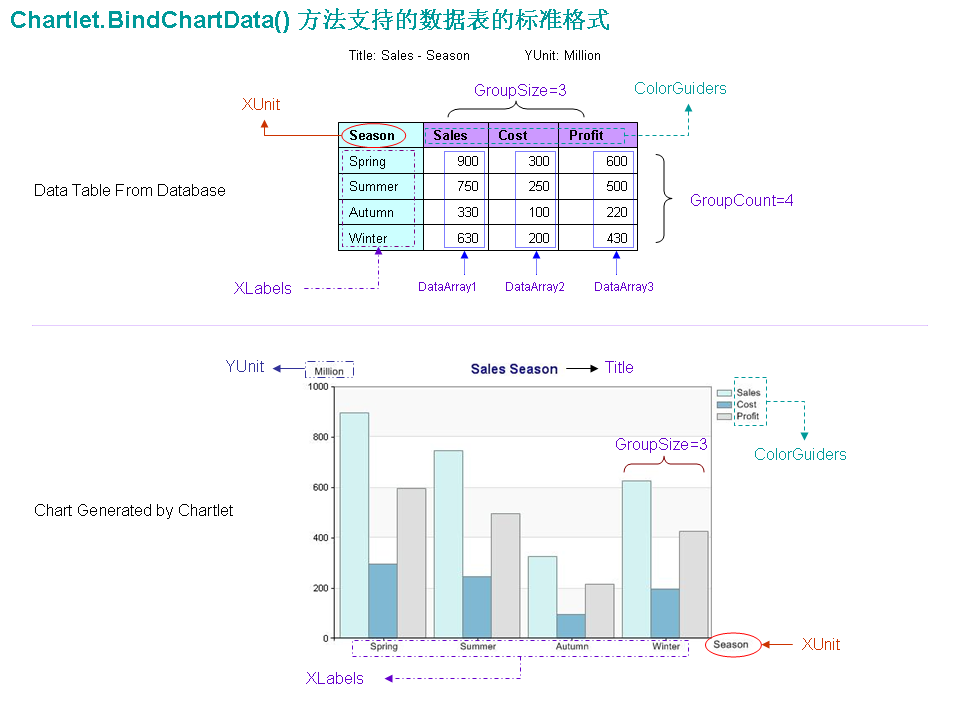 Chartlet.BindChartData() 方法支持的数据表的标准格式
Title: Sales - Season YUnit: Million
GroupSize=3 ColorGuiders
XUnit
Season Sales Cost Profit
Spring 900 300 600
Summer 750 250 500
Autumn 330 100 220
Winter 630 200 430
Data Table From Database
GroupCount=4
XLabels DataArray1 DataArray2 DataArray3
YUnit Million Sales Season Title
1000
800
600
400
200
0
Sales
Cost
Profit
GroupSize=3
ColorGuiders
Chart Generated by Chartlet
Spring Summer Autumn Winter Season XUnit
XLabels